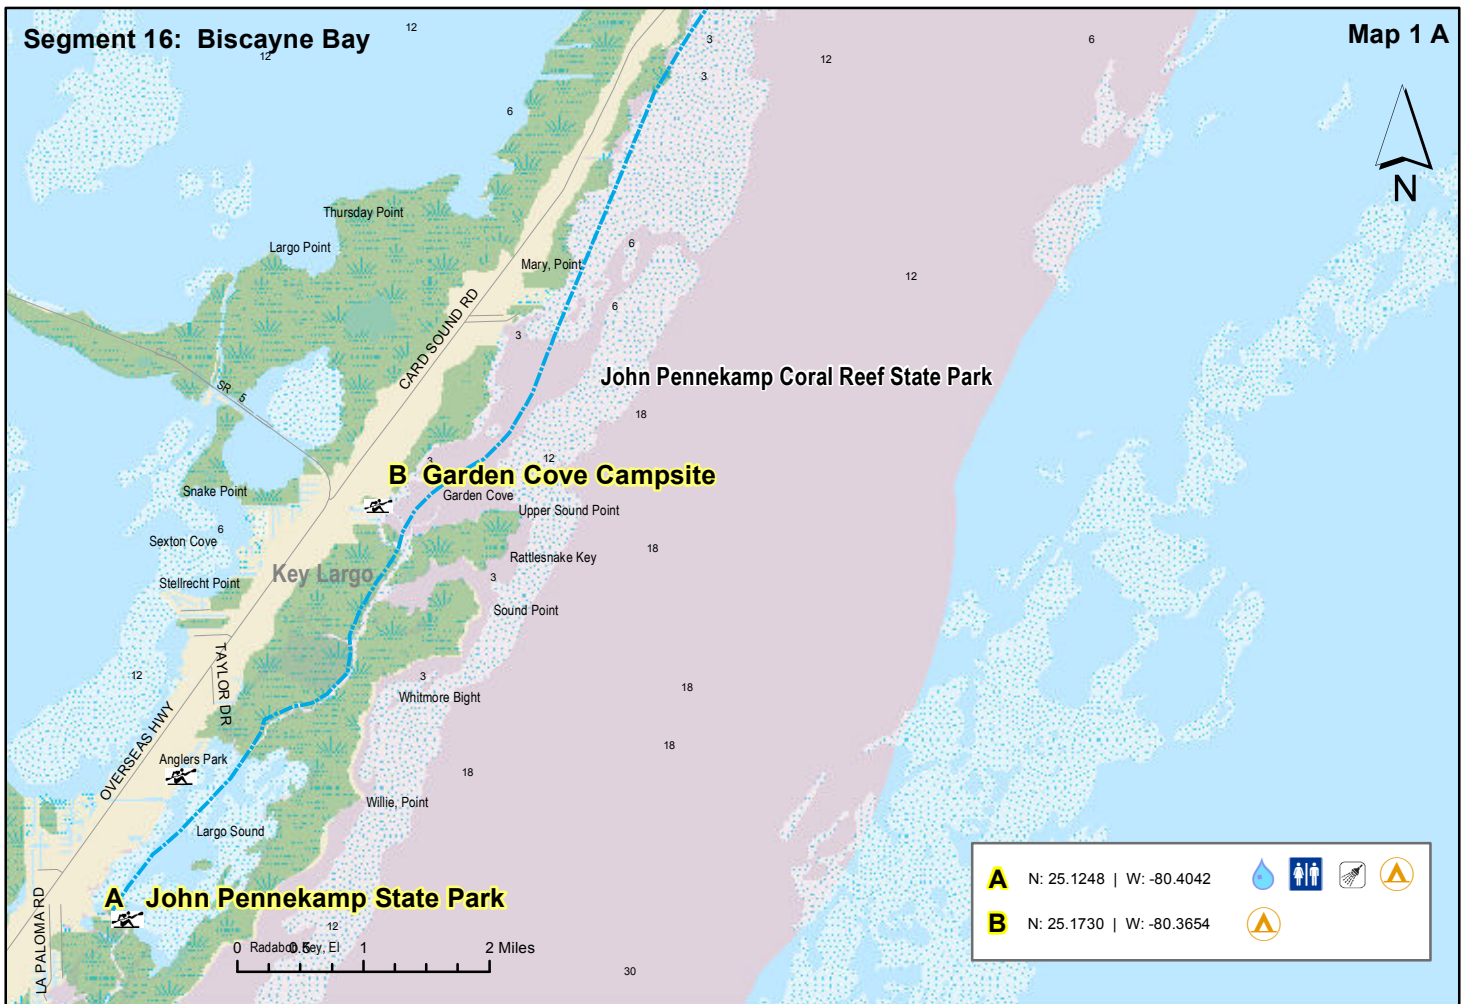 Segment 16: Biscayne Bay
Map 1 A
12
12
3
12
6
3
6
N
Thursday Point
Largo Point
6
Mary, Point
12
6
CARD SOUND RD
3
SR 5
John Pennekamp Coral Reef State Park
18
3
12
B Garden Cove Campsite
Snake Point
Garden Cove
Upper Sound Point
6
Sexton Cove
18
Rattlesnake Key
Key Largo
3
Stellrecht Point
Sound Point
TAYLOR DR
12
3
18
Whitmore Bight
OVERSEAS HWY
18
Anglers Park
18
Willie, Point
Largo Sound
A John Pennekamp State Park
LA PALOMA RD
12
Radabob Key, El
0 0.5 1 2 Miles
30
A N: 25.1248 | W: -80.4042
B N: 25.1730 | W: -80.3654